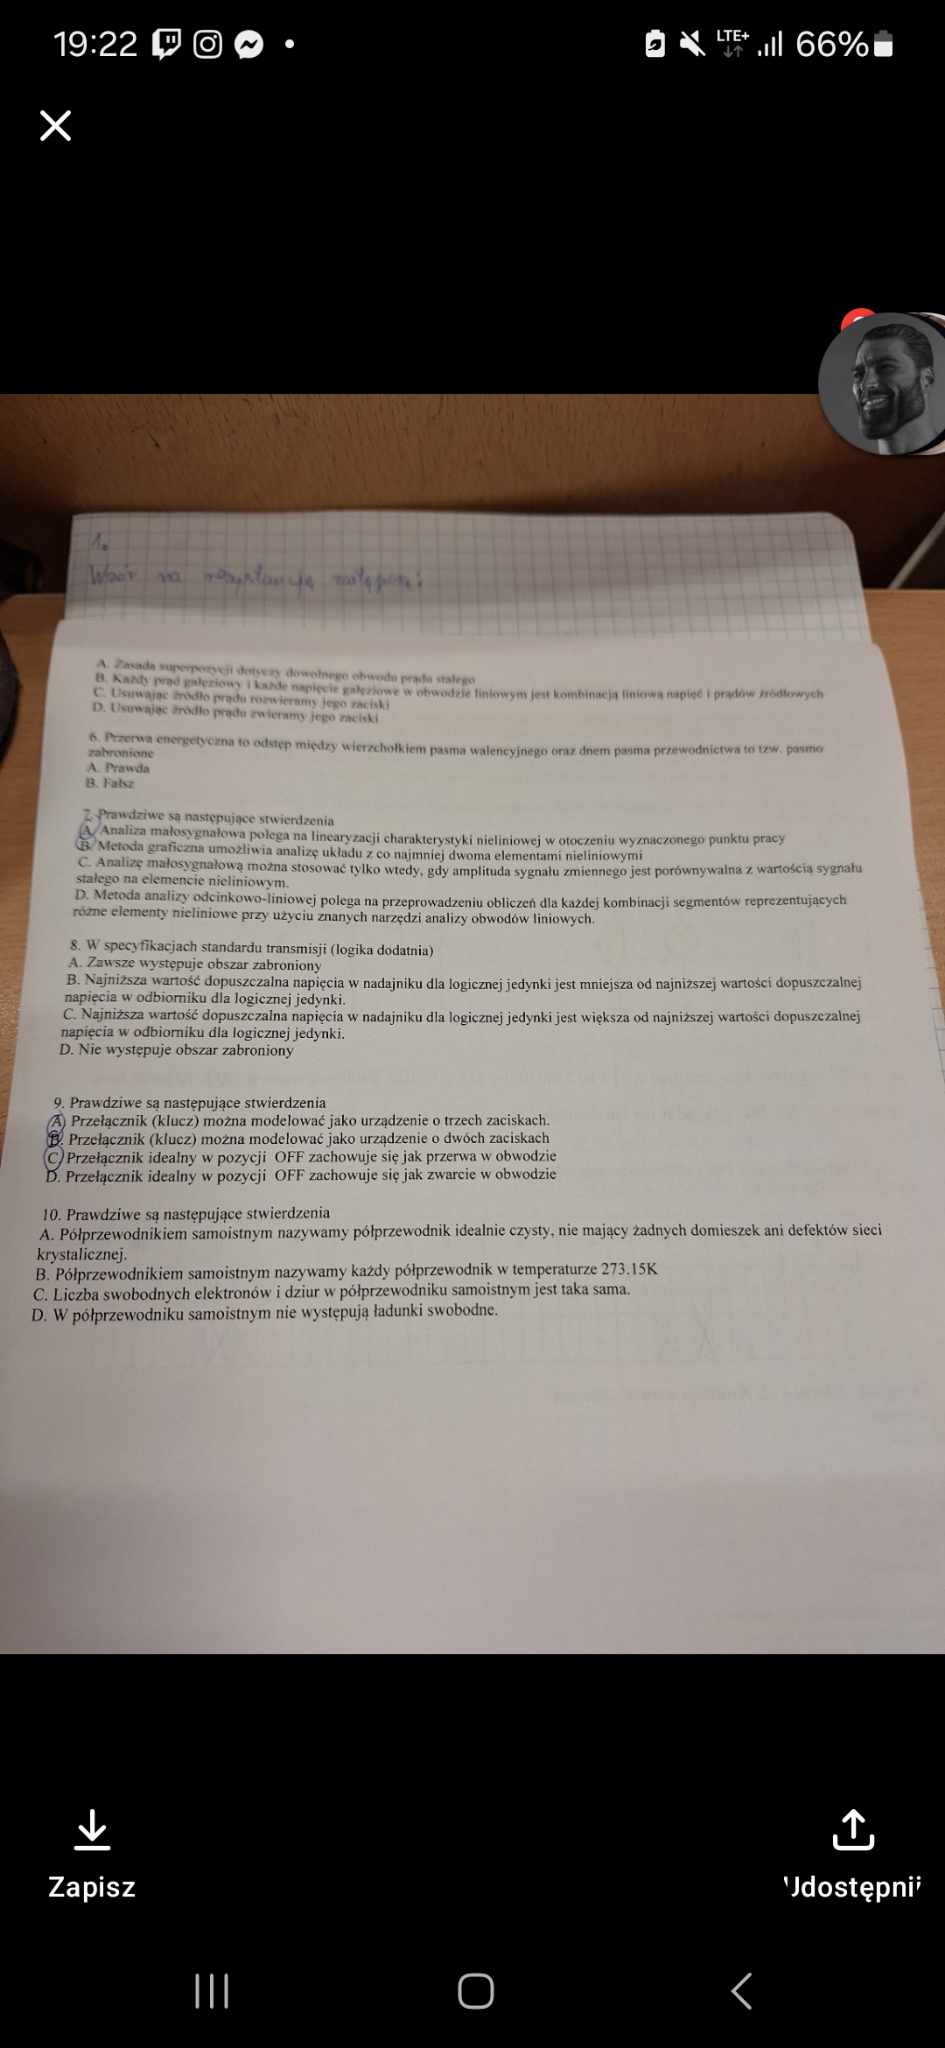 19:22
LTE+
66%
1.
Wzór na rezystancję zastępczą:
A. Zasada superpozycji dotyczy dowolnego obwodu prądu stałego
B. Każdy prąd gałęziowy i każde napięcie gałęziowe w obwodzie liniowym jest kombinacją liniową napięć i prądów źródłowych
C. Usuwając źródło prądu rozwieramy jego zaciski
D. Usuwając źródło prądu zwieramy jego zaciski
6. Przerwa energetyczna to odstęp między wierzchołkiem pasma walencyjnego oraz dnem pasma przewodnictwa to tzw. pasmo
zabronione
A. Prawda
B. Fałsz
7. Prawdziwe są następujące stwierdzenia
A. Analiza małosygnałowa polega na linearyzacji charakterystyki nieliniowej w otoczeniu wyznaczonego punktu pracy
B. Metoda graficzna umożliwia analizę układu z co najmniej dwoma elementami nieliniowymi
C. Analizę małosygnałową można stosować tylko wtedy, gdy amplituda sygnału zmiennego jest porównywalna z wartością sygnału
stałego na elemencie nieliniowym.
D. Metoda analizy odcinkowo-liniowej polega na przeprowadzeniu obliczeń dla każdej kombinacji segmentów reprezentujących
różne elementy nieliniowe przy użyciu znanych narzędzi analizy obwodów liniowych.
8. W specyfikacjach standardu transmisji (logika dodatnia)
A. Zawsze występuje obszar zabroniony
B. Najniższa wartość dopuszczalna napięcia w nadajniku dla logicznej jedynki jest mniejsza od najniższej wartości dopuszczalnej
napięcia w odbiorniku dla logicznej jedynki.
C. Najniższa wartość dopuszczalna napięcia w nadajniku dla logicznej jedynki jest większa od najniższej wartości dopuszczalnej
napięcia w odbiorniku dla logicznej jedynki.
D. Nie występuje obszar zabroniony
9. Prawdziwe są następujące stwierdzenia
A. Przełącznik (klucz) można modelować jako urządzenie o trzech zaciskach.
B. Przełącznik (klucz) można modelować jako urządzenie o dwóch zaciskach
C. Przełącznik idealny w pozycji OFF zachowuje się jak przerwa w obwodzie
D. Przełącznik idealny w pozycji OFF zachowuje się jak zwarcie w obwodzie
10. Prawdziwe są następujące stwierdzenia
A. Półprzewodnikiem samoistnym nazywamy półprzewodnik idealnie czysty, nie mający żadnych domieszek ani defektów sieci
krystalicznej.
B. Półprzewodnikiem samoistnym nazywamy każdy półprzewodnik w temperaturze 273.15K
C. Liczba swobodnych elektronów i dziur w półprzewodniku samoistnym jest taka sama.
D. W półprzewodniku samoistnym nie występują ładunki swobodne.
Zapisz